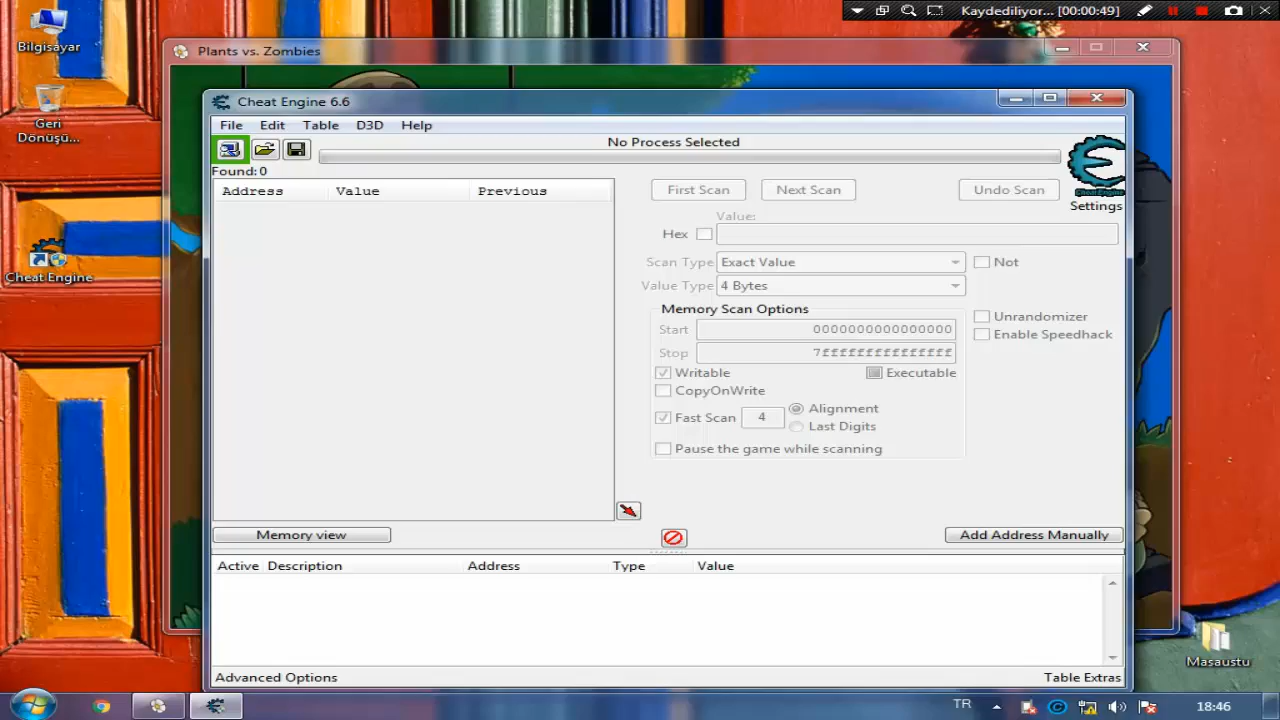 Kaydediliyor... [00:00:49]
Bilgisayar
Plants vs. Zombies
Geri
Dönüşü...
Cheat Engine 6.6
File Edit Table D3D Help
No Process Selected
Found: 0
Address Value Previous
First Scan Next Scan Undo Scan
Cheat Engine
Settings
Value:
Hex
Scan Type Exact Value Not
Value Type 4 Bytes
Memory Scan Options
Start 0000000000000000
Unrandomizer
Stop 7fffffffffffffff
Enable Speedhack
Writable Executable
CopyOnWrite
Fast Scan 4 Alignment
Last Digits
Pause the game while scanning
Cheat Engine
Memory view Add Address Manually
Active Description Address Type Value
Masaustu
Advanced Options Table Extras
TR 18:46